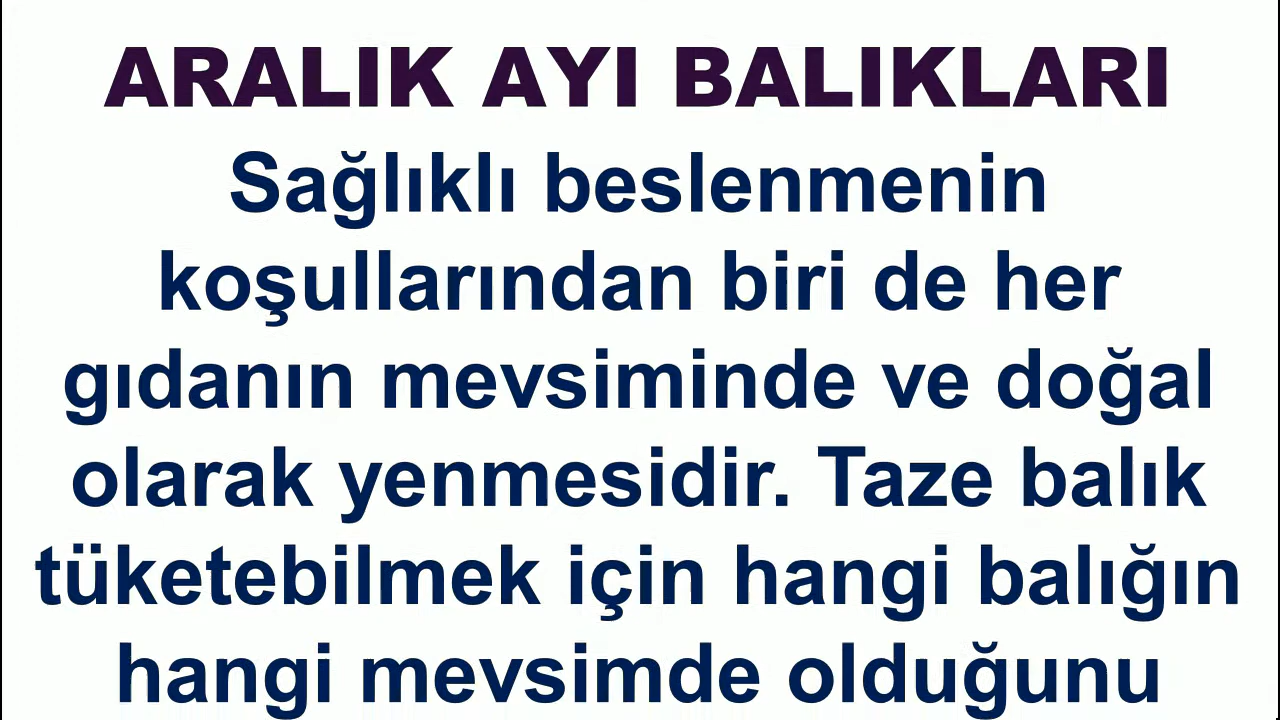 ARALIK AYI BALIKLARI
Sağlıklı beslenmenin
koşullarından biri de her
gıdanın mevsiminde ve doğal
olarak yenmesidir. Taze balık
tüketebilmek için hangi balığın
hangi mevsimde olduğunu